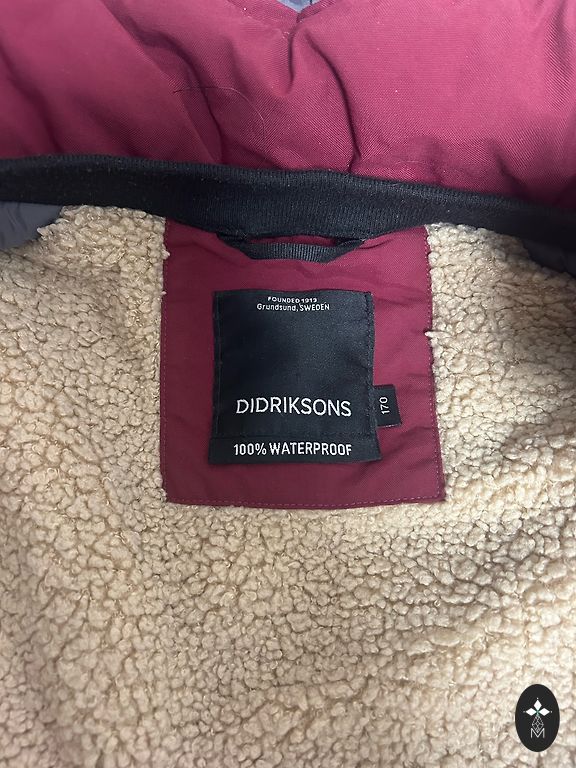 FOUNDED 1913
Grundsund, SWEDEN
DIDRIKSONS
170
100% WATERPROOF
M